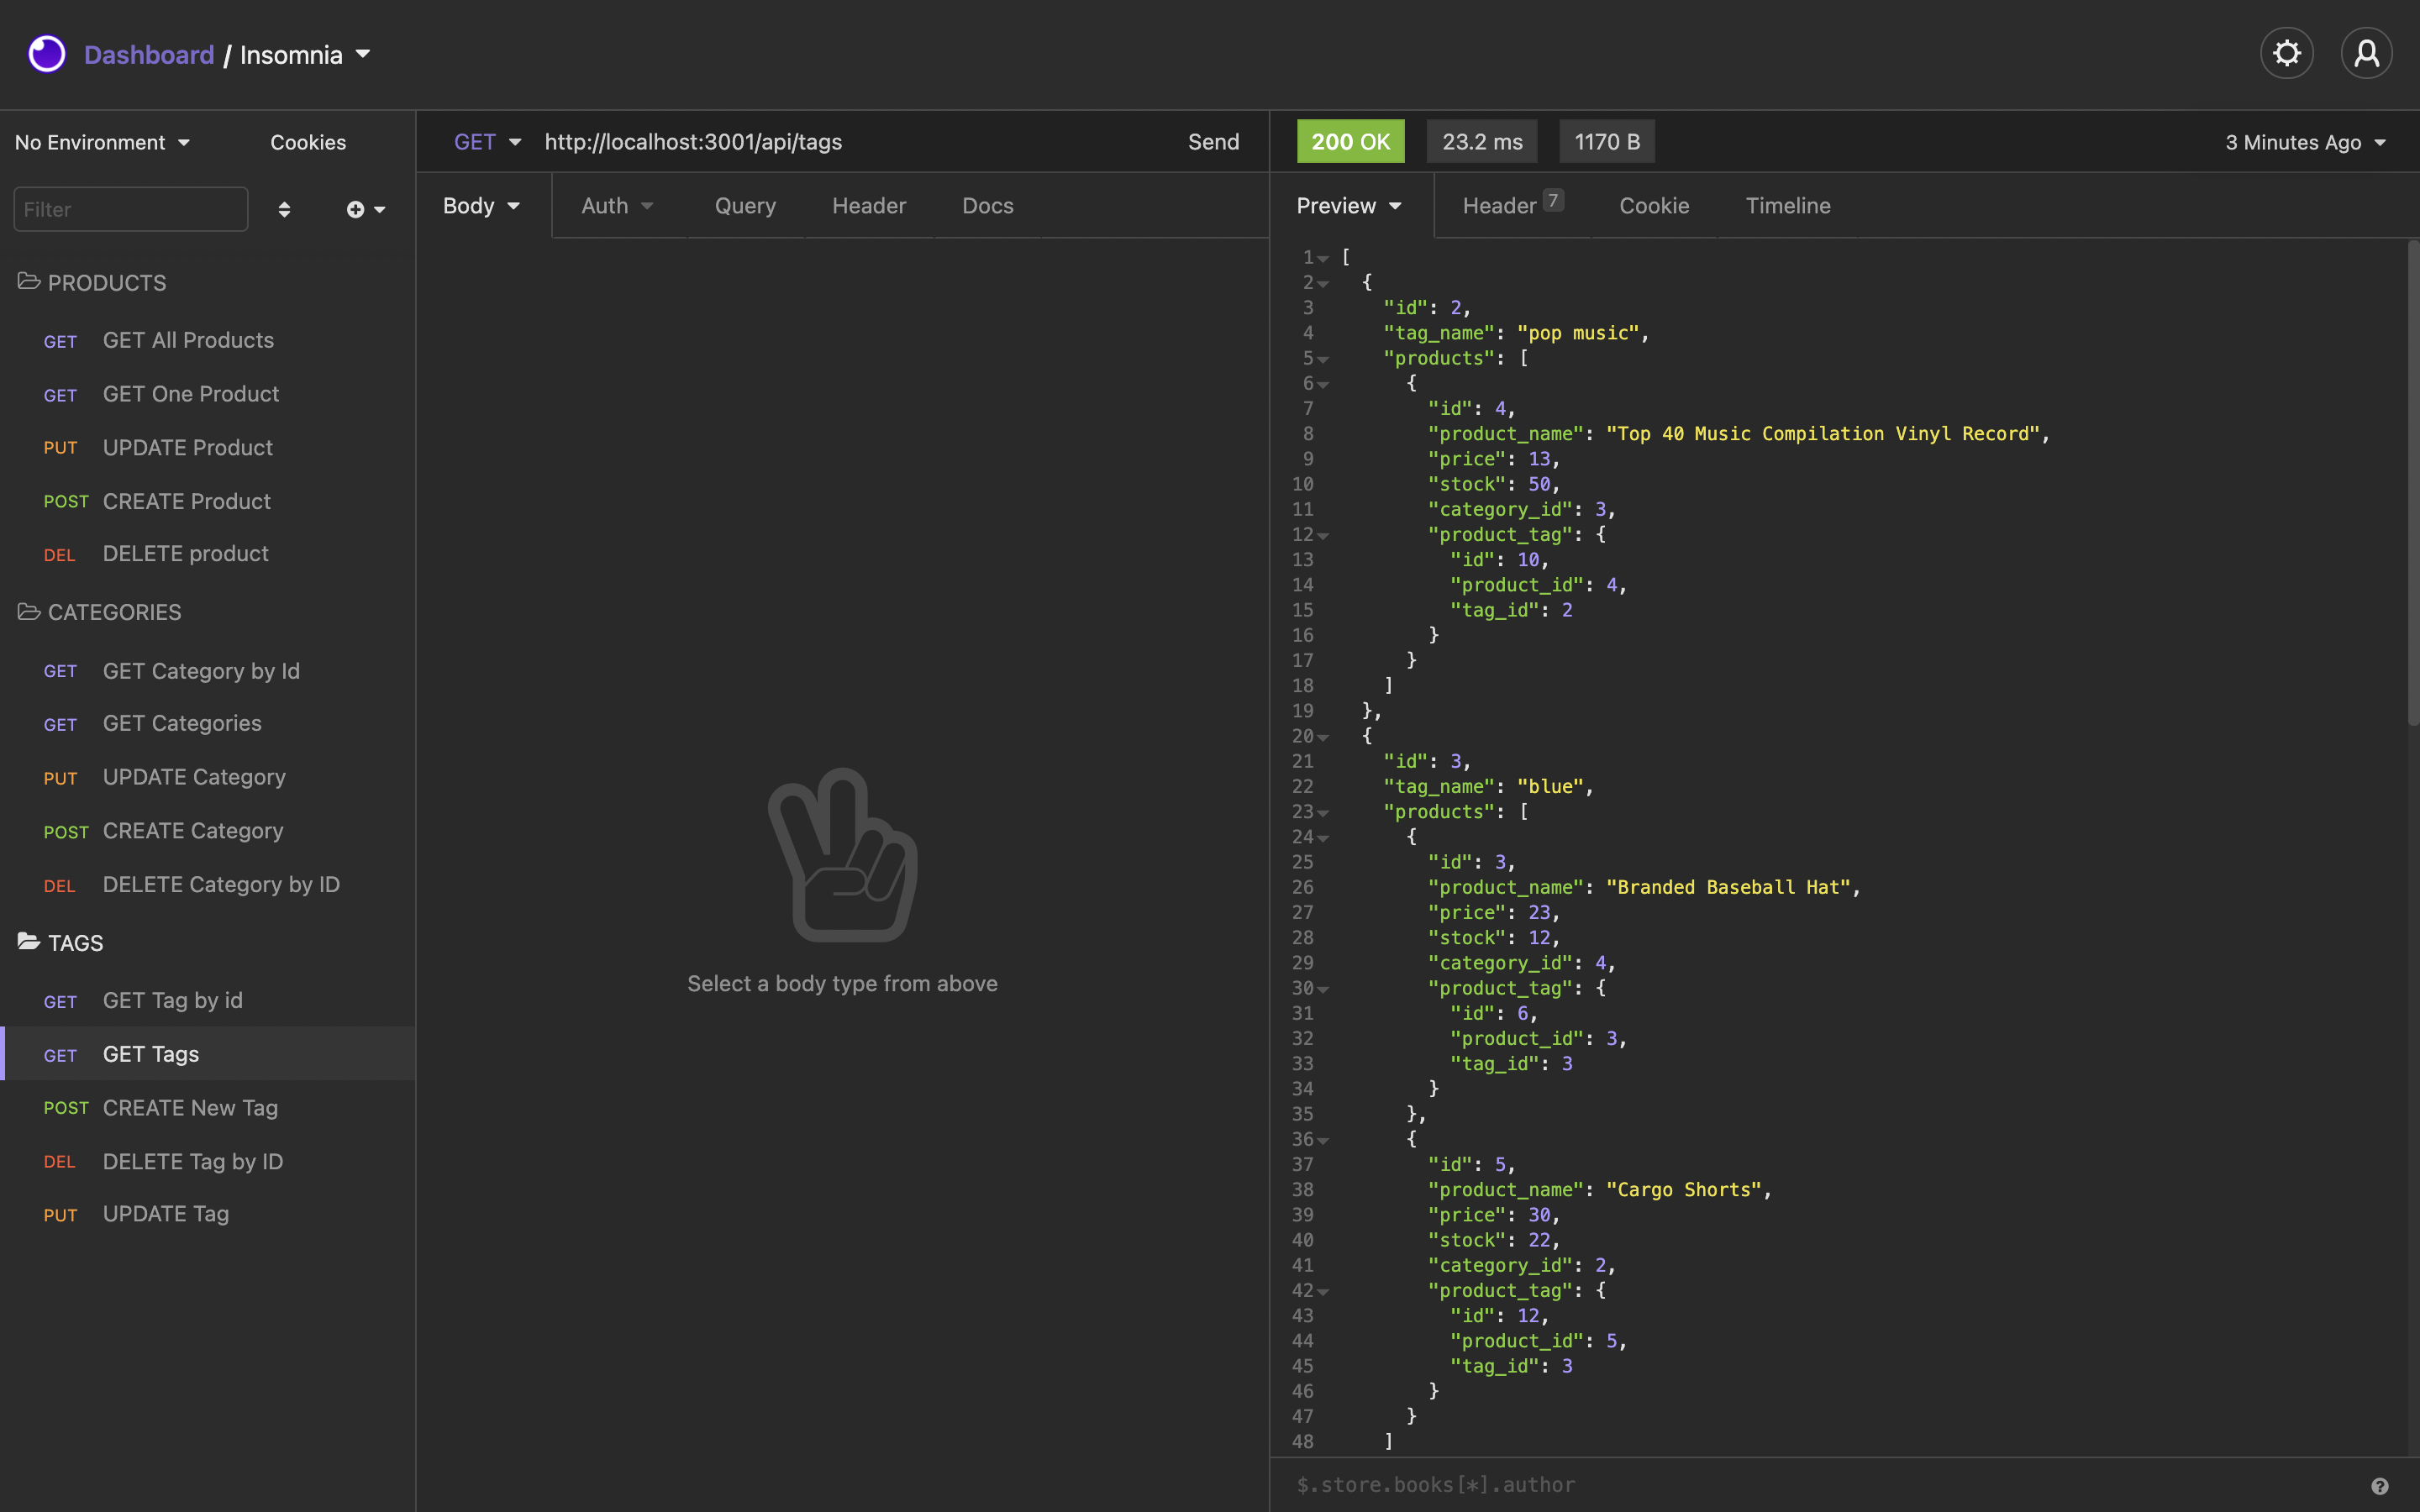 Dashboard / Insomnia
No Environment
Cookies
Filter
PRODUCTS
GET GET All Products
GET GET One Product
PUT UPDATE Product
POST CREATE Product
DEL DELETE product
CATEGORIES
GET GET Category by Id
GET GET Categories
PUT UPDATE Category
POST CREATE Category
DEL DELETE Category by ID
TAGS
GET GET Tag by id
GET GET Tags
POST CREATE New Tag
DEL DELETE Tag by ID
PUT UPDATE Tag
GET http://localhost:3001/api/tags Send
Body Auth Query Header Docs
Select a body type from above
200 OK 23.2 ms 1170 B 3 Minutes Ago
Preview Header 7 Cookie Timeline
1 [
2 {
3 "id": 2,
4 "tag_name": "pop music",
5 "products": [
6 {
7 "id": 4,
8 "product_name": "Top 40 Music Compilation Vinyl Record",
9 "price": 13,
10 "stock": 50,
11 "category_id": 3,
12 "product_tag": {
13 "id": 10,
14 "product_id": 4,
15 "tag_id": 2
16 }
17 }
18 ]
19 },
20 {
21 "id": 3,
22 "tag_name": "blue",
23 "products": [
24 {
25 "id": 3,
26 "product_name": "Branded Baseball Hat",
27 "price": 23,
28 "stock": 12,
29 "category_id": 4,
30 "product_tag": {
31 "id": 6,
32 "product_id": 3,
33 "tag_id": 3
34 }
35 },
36 {
37 "id": 5,
38 "product_name": "Cargo Shorts",
39 "price": 30,
40 "stock": 22,
41 "category_id": 2,
42 "product_tag": {
43 "id": 12,
44 "product_id": 5,
45 "tag_id": 3
46 }
47 }
48 ]
$.store.books[*].author
?